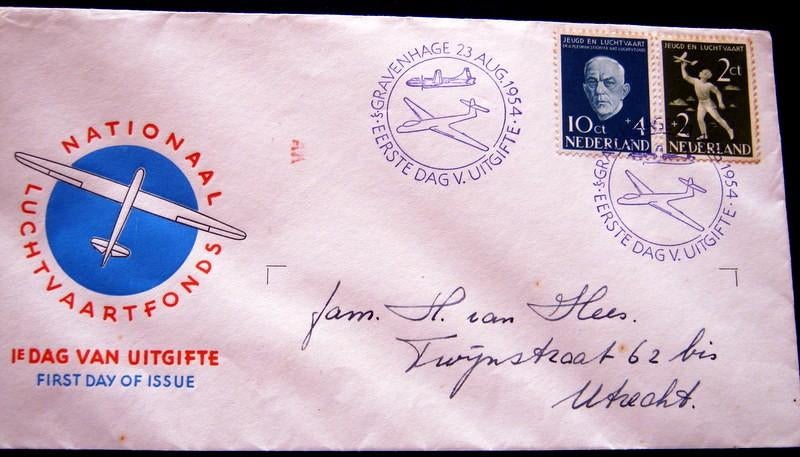 NATIONAAL
LUCHTVAARTFONDS
1E DAG VAN UITGIFTE
FIRST DAY OF ISSUE
'S GRAVENHAGE 23 AUG. 1954
EERSTE DAG V. UITGIFTE
JEUGD EN LUCHTVAART
10 ct +4
NEDERLAND
JEUGD EN LUCHTVAART
2 ct
+2
NEDERLAND
1954
EERSTE DAG V. UITGIFTE
fam. H. van Hees.
Twijnstraat 62 bis
Utrecht.